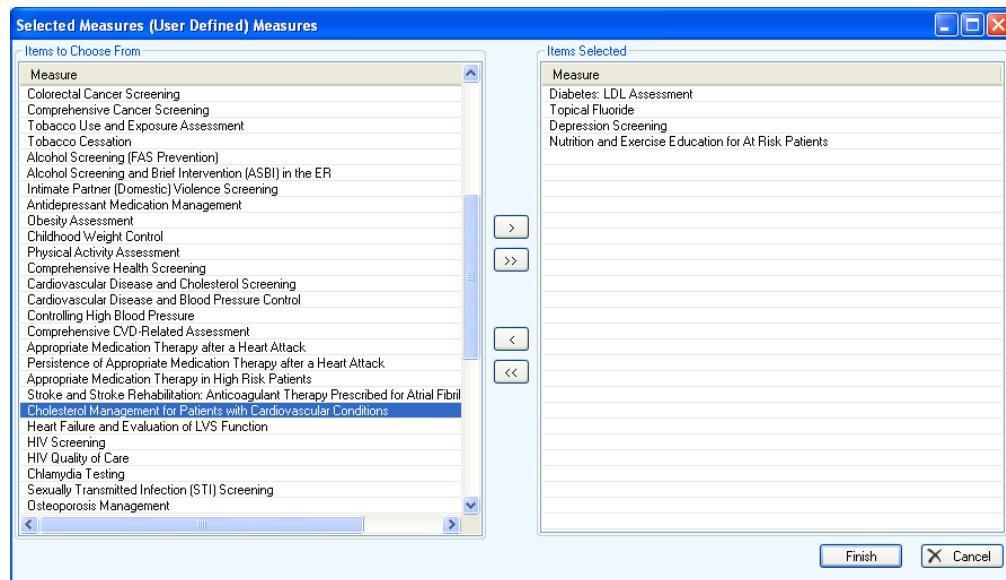 Selected Measures (User Defined) Measures
Items to Choose From
Measure
Colorectal Cancer Screening
Comprehensive Cancer Screening
Tobacco Use and Exposure Assessment
Tobacco Cessation
Alcohol Screening (FAS Prevention)
Alcohol Screening and Brief Intervention (ASBI) in the ER
Intimate Partner (Domestic) Violence Screening
Antidepressant Medication Management
Obesity Assessment
Childhood Weight Control
Physical Activity Assessment
Comprehensive Health Screening
Cardiovascular Disease and Cholesterol Screening
Cardiovascular Disease and Blood Pressure Control
Controlling High Blood Pressure
Comprehensive CVD-Related Assessment
Appropriate Medication Therapy after a Heart Attack
Persistence of Appropriate Medication Therapy after a Heart Attack
Appropriate Medication Therapy in High Risk Patients
Stroke and Stroke Rehabilitation: Anticoagulant Therapy Prescribed for Atrial Fibril
Cholesterol Management for Patients with Cardiovascular Conditions
Heart Failure and Evaluation of LVS Function
HIV Screening
HIV Quality of Care
Chlamydia Testing
Sexually Transmitted Infection (STI) Screening
Osteoporosis Management
>
>>
<
<<
Items Selected
Measure
Diabetes: LDL Assessment
Topical Fluoride
Depression Screening
Nutrition and Exercise Education for At Risk Patients
Finish
Cancel